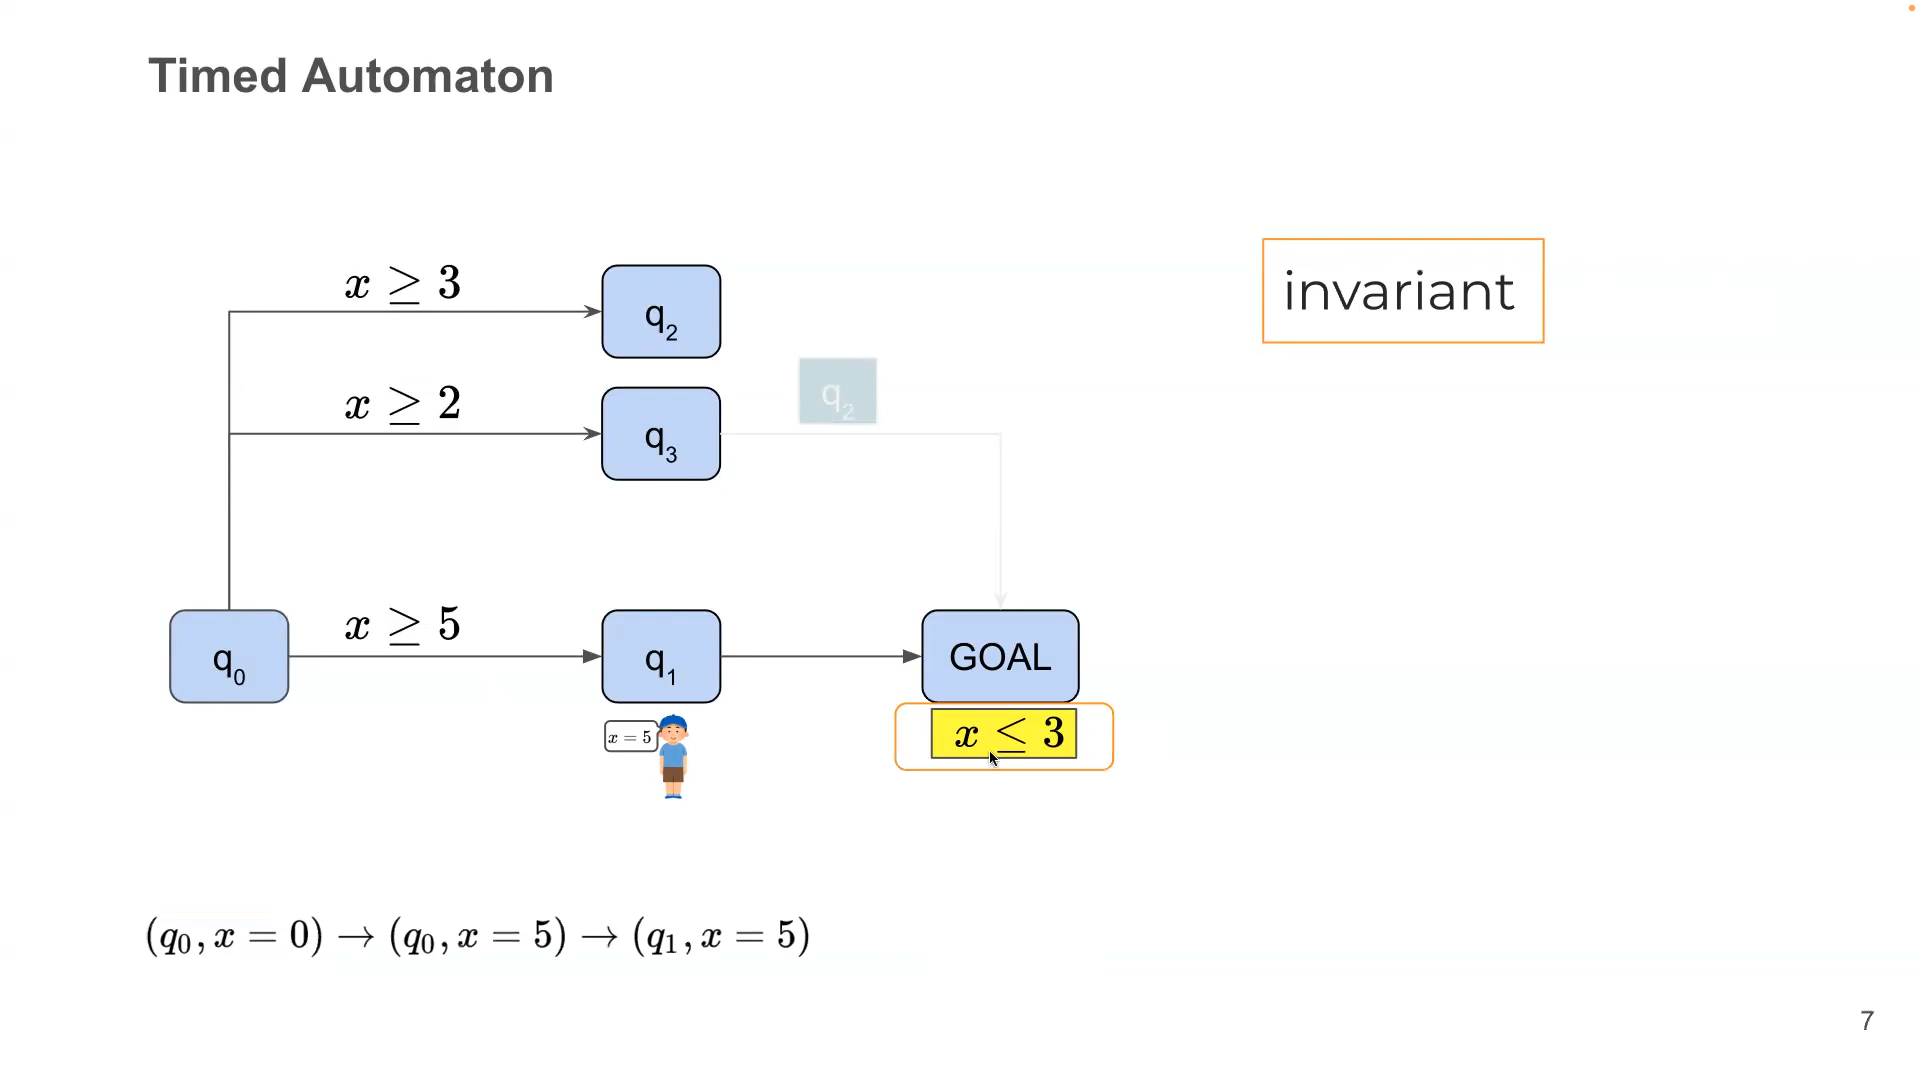 Timed Automaton
invariant
x ≥ 3
q₂
x ≥ 2
q₃
q₂
x ≥ 5
q₀
q₁
GOAL
x = 5
x ≤ 3
(q₀, x = 0) → (q₀, x = 5) → (q₁, x = 5)
7